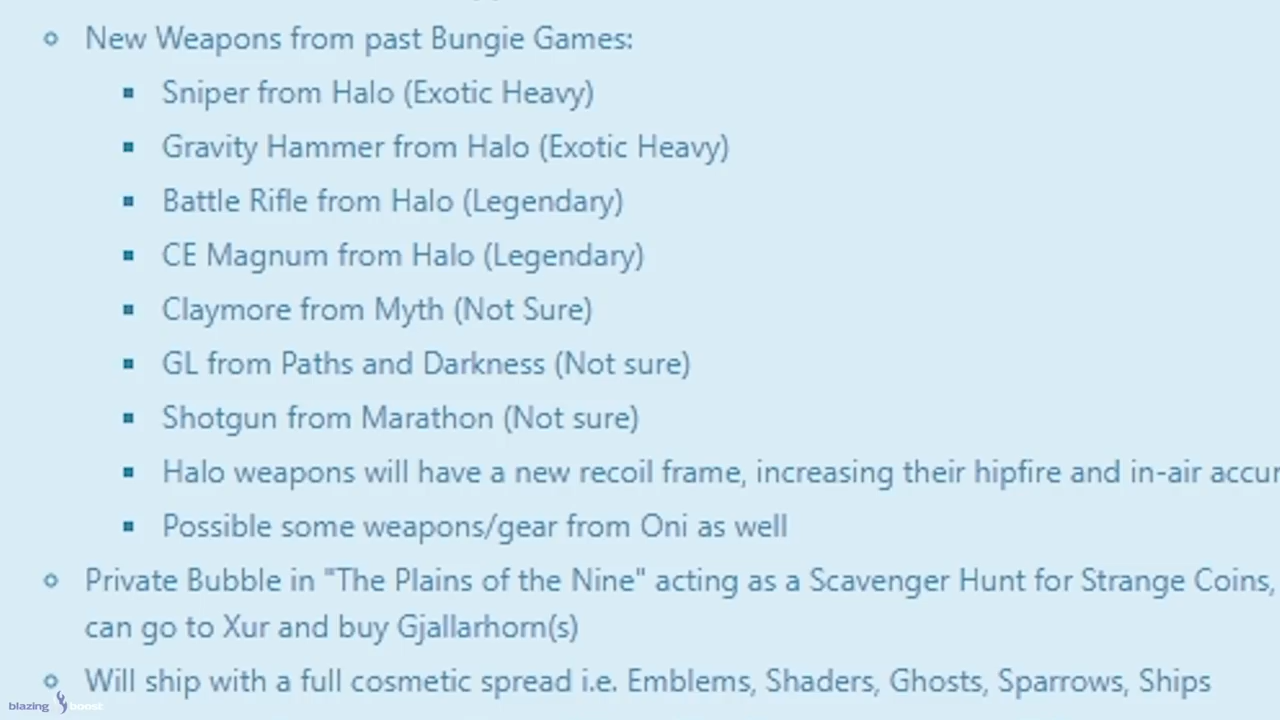 New Weapons from past Bungie Games:
Sniper from Halo (Exotic Heavy)
Gravity Hammer from Halo (Exotic Heavy)
Battle Rifle from Halo (Legendary)
CE Magnum from Halo (Legendary)
Claymore from Myth (Not Sure)
GL from Paths and Darkness (Not sure)
Shotgun from Marathon (Not sure)
Halo weapons will have a new recoil frame, increasing their hipfire and in-air
Possible some weapons/gear from Oni as well
Private Bubble in "The Plains of the Nine" acting as a Scavenger Hunt for Strange Coins,
can go to Xur and buy Gjallarhorn(s)
Will ship with a full cosmetic spread i.e. Emblems, Shaders, Ghosts, Sparrows, Ships
blazing boost